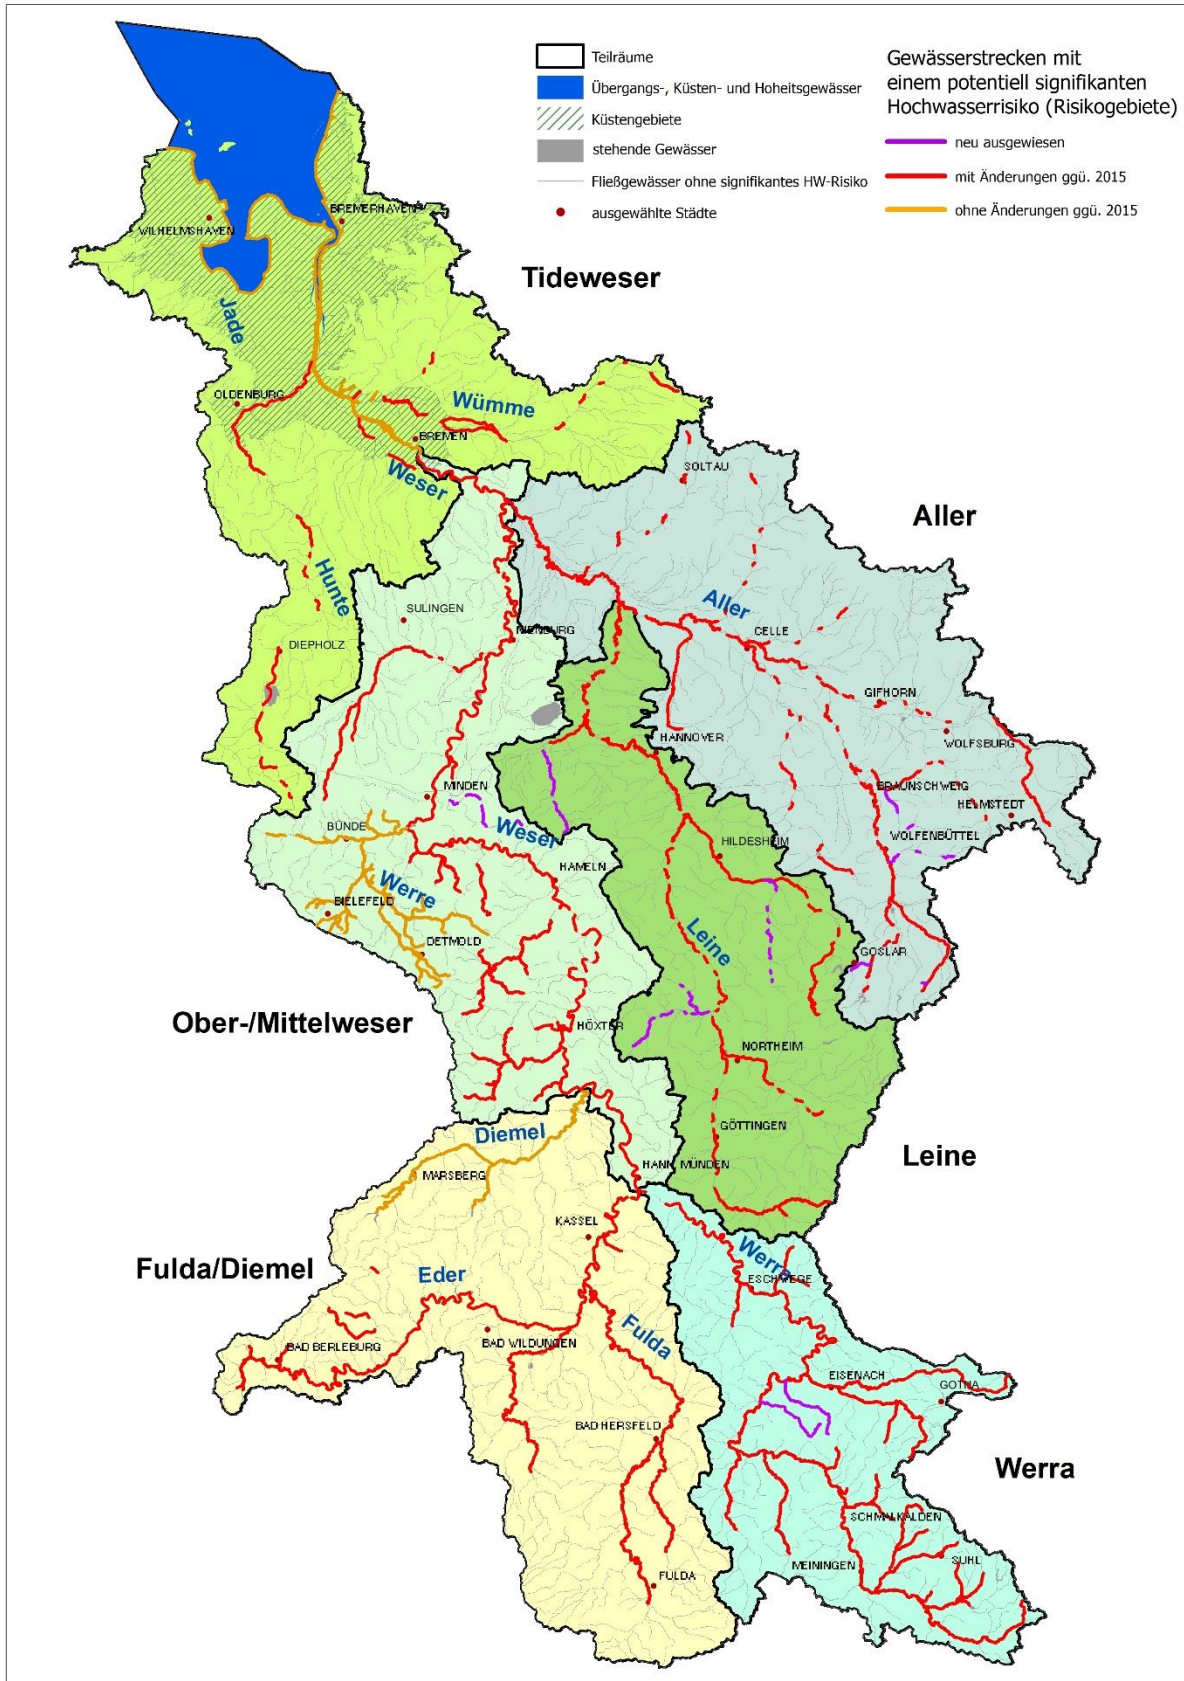 Teilräume
Übergangs-, Küsten- und Hoheitsgewässer
Küstengebiete
stehende Gewässer
Fließgewässer ohne signifikantes HW-Risiko
ausgewählte Städte
Gewässerstrecken mit
einem potentiell signifikanten
Hochwasserrisiko (Risikogebiete)
neu ausgewiesen
mit Änderungen ggü. 2015
ohne Änderungen ggü. 2015
WILHELMSHAVEN
BREMERHAVEN
Tideweser
Jade
OLDENBURG
Wümme
BREMEN
Weser
SOLTAU
Aller
Hunte
Aller
SULINGEN
NIENBURG
CELLE
DIEPHOLZ
GIFHORN
HANNOVER
WOLFSBURG
MINDEN
BRAUNSCHWEIG
HELMSTEDT
BÜNDE
Weser
WOLFENBÜTTEL
HILDESHEIM
HAMELN
Werre
BIELEFELD
DETMOLD
Leine
GOSLAR
Ober-/Mittelweser
HÖXTER
NORTHEIM
Diemel
GÖTTINGEN
Leine
MARSBERG
HANN. MÜNDEN
KASSEL
Fulda/Diemel
Werra
Eder
ESCHWEGE
Fulda
BAD BERLEBURG
BAD WILDUNGEN
EISENACH
GOTHA
BAD HERSFELD
Werra
SCHMALKALDEN
MEININGEN
SUHL
FULDA